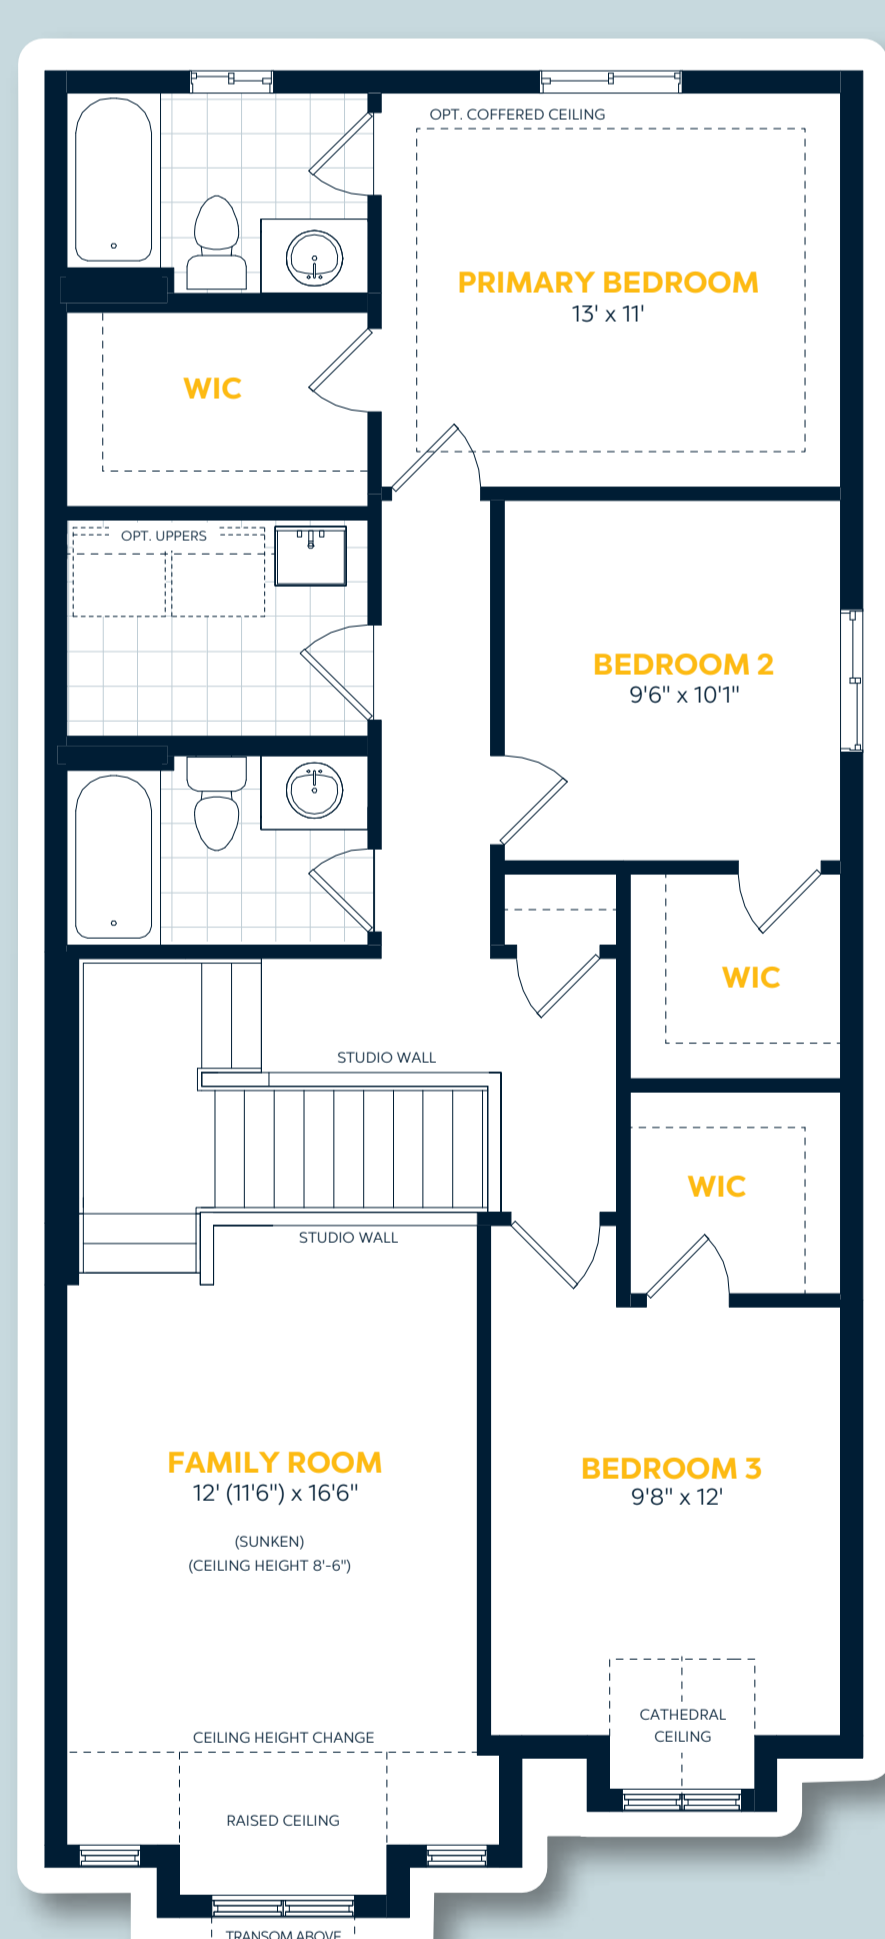 OPT. COFFERED CEILING
PRIMARY BEDROOM
13' x 11'
WIC
OPT. UPPERS
BEDROOM 2
9'6" x 10'1"
WIC
STUDIO WALL
WIC
STUDIO WALL
FAMILY ROOM
12' (11'6") x 16'6"
(SUNKEN)
(CEILING HEIGHT 8'-6")
BEDROOM 3
9'8" x 12'
CATHEDRAL
CEILING
CEILING HEIGHT CHANGE
RAISED CEILING
TRANSOM ABOVE